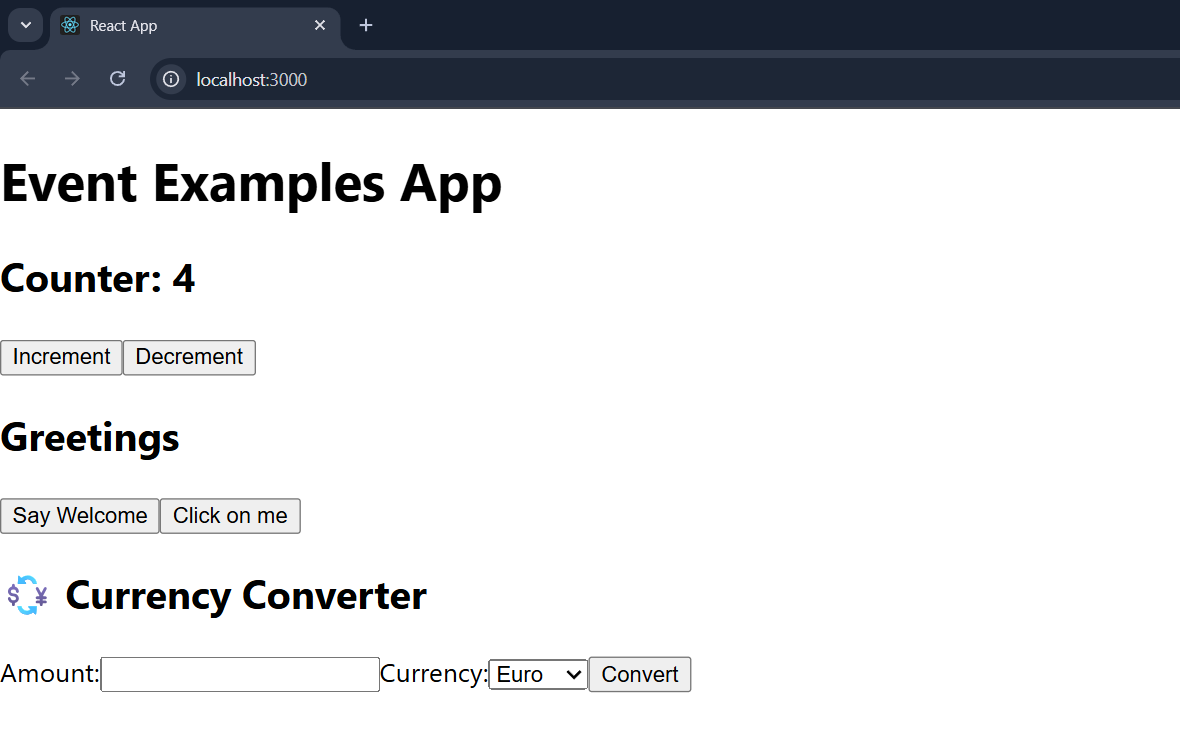 React App
localhost:3000
Event Examples App
Counter: 4
Increment Decrement
Greetings
Say Welcome Click on me
$ ¥ Currency Converter
Amount: Currency: Euro Convert